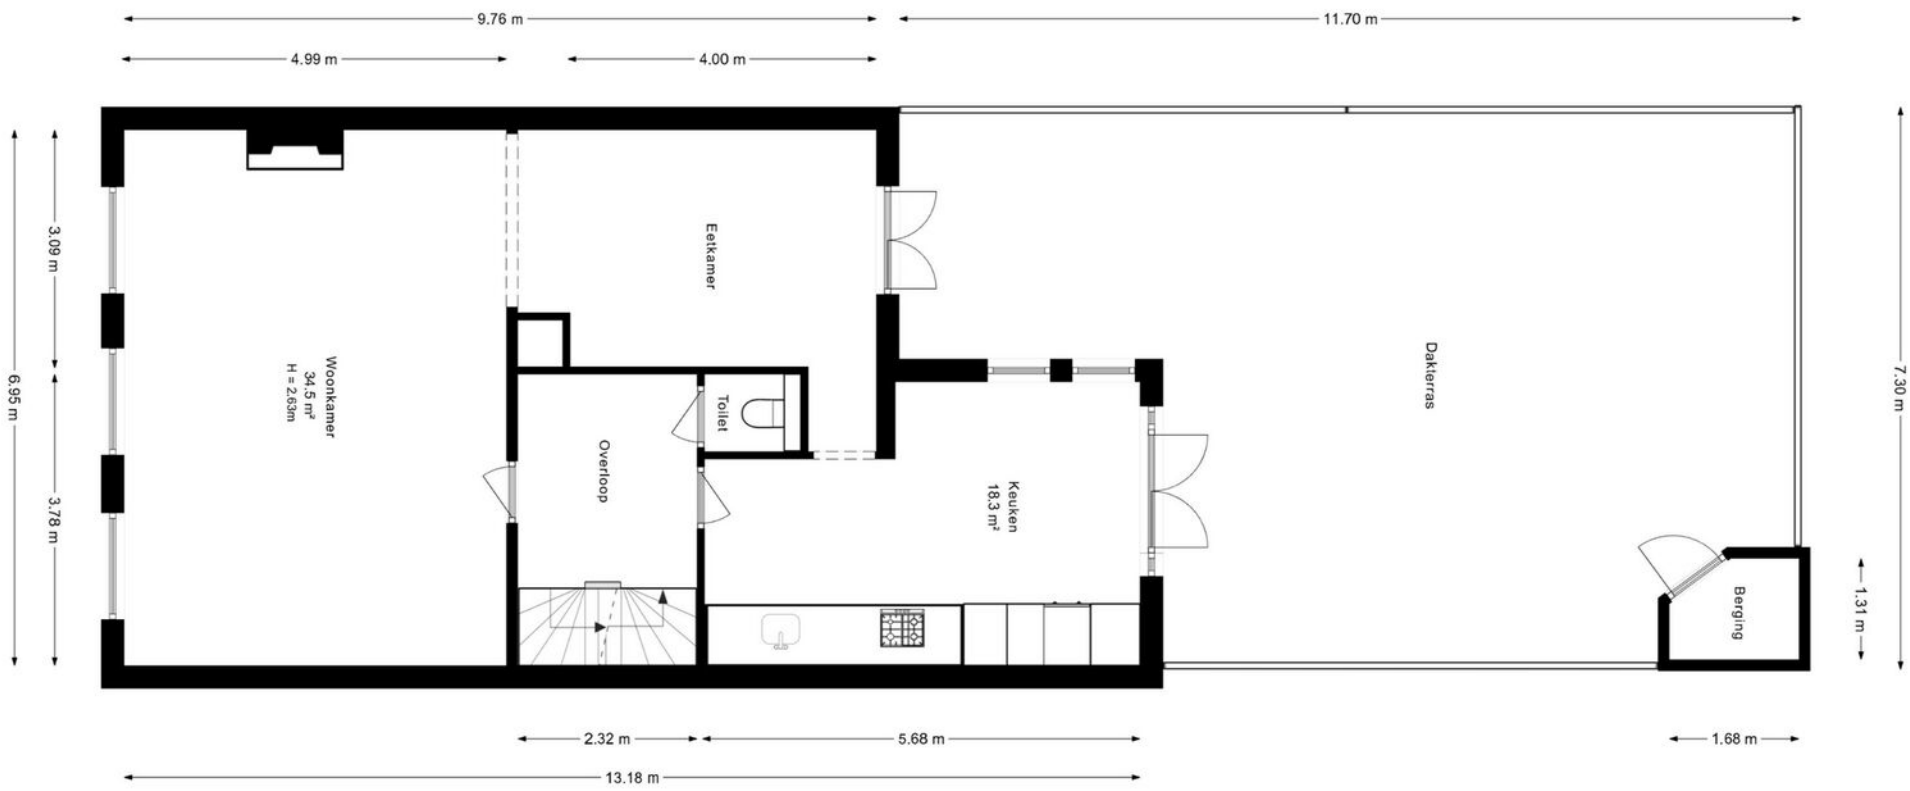 9.76 m
11.70 m
4.99 m
4.00 m
3.09 m
6.95 m
3.78 m
7.30 m
1.31 m
Eetkamer
Woonkamer
34.5 m²
H = 2.63m
Toilet
Overloop
Keuken
18.3 m²
Dakterras
Berging
2.32 m
5.68 m
1.68 m
13.18 m